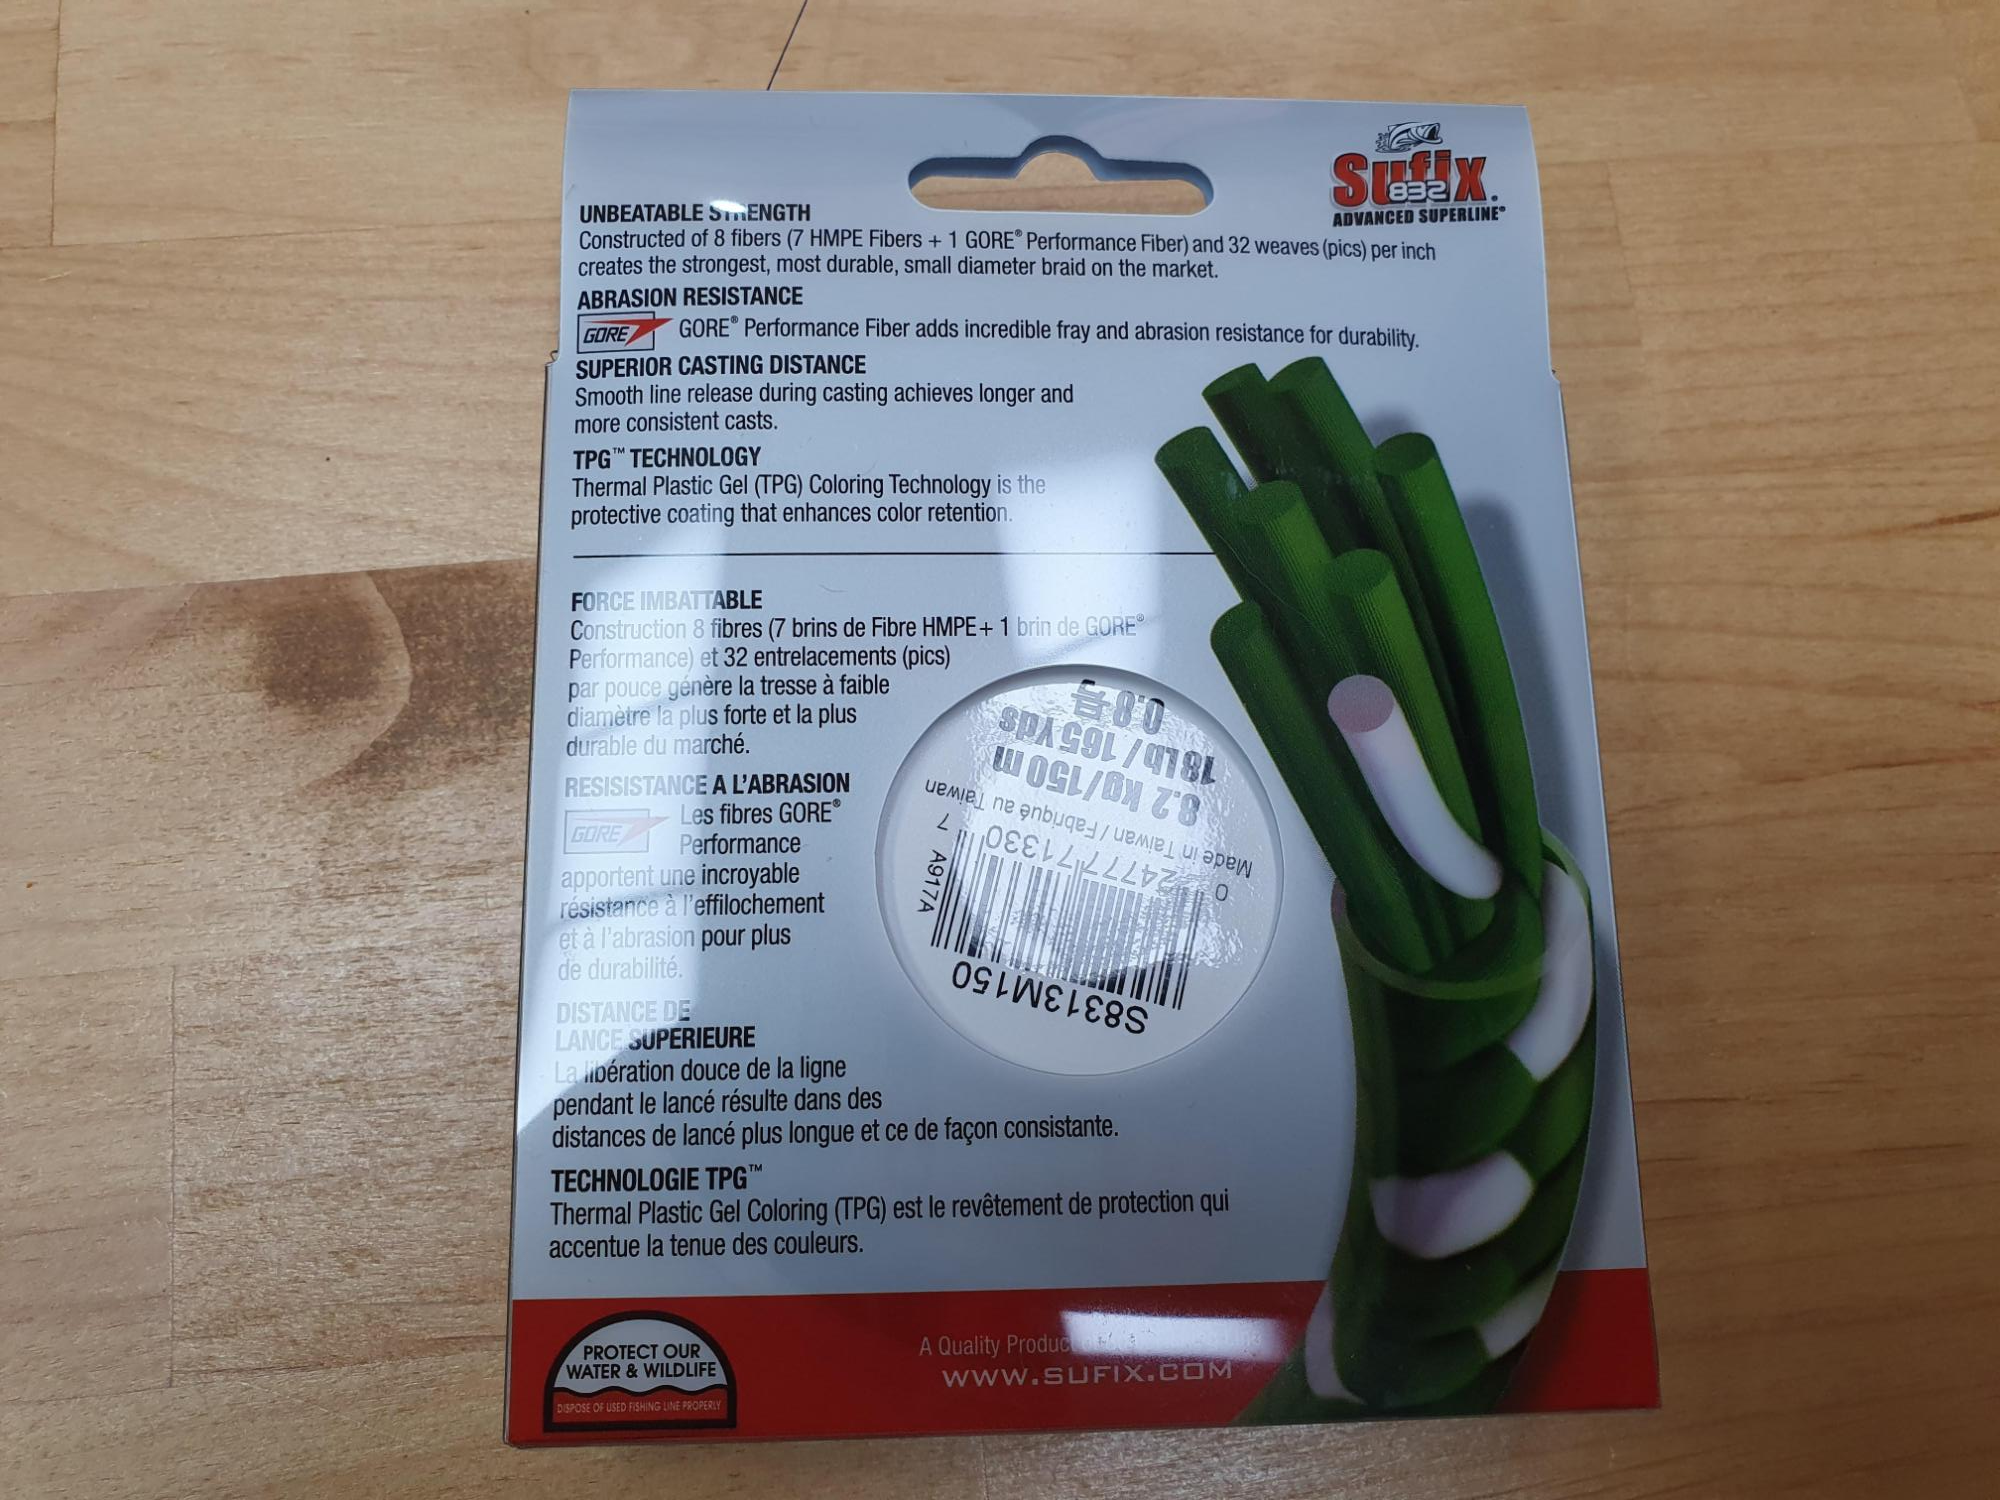 Sufix
832
ADVANCED SUPERLINE®
UNBEATABLE STRENGTH
Constructed of 8 fibers (7 HMPE Fibers + 1 GORE® Performance Fiber) and 32 weaves (pics) per inch
creates the strongest, most durable, small diameter braid on the market.
ABRASION RESISTANCE
GORE
GORE® Performance Fiber adds incredible fray and abrasion resistance for durability.
SUPERIOR CASTING DISTANCE
Smooth line release during casting achieves longer and
more consistent casts.
TPG™ TECHNOLOGY
Thermal Plastic Gel (TPG) Coloring Technology is the
protective coating that enhances color retention.
FORCE IMBATTABLE
Construction 8 fibres (7 brins de Fibre HMPE+ 1 brin de GORE®
Performance) et 32 entrelacements (pics)
par pouce génère la tresse à faible
diamètre la plus forte et la plus
durable du marché.
RESISISTANCE A L'ABRASION
GORE
Les fibres GORE®
Performance
apportent une incroyable
résistance à l'effilochement
et à l'abrasion pour plus
de durabilité.
DISTANCE DE
LANCE SUPERIEURE
La libération douce de la ligne
pendant le lancé résulte dans des
distances de lancé plus longue et ce de façon consistante.
TECHNOLOGIE TPG™
Thermal Plastic Gel Coloring (TPG) est le revêtement de protection qui
accentue la tenue des couleurs.
S8313M150
A917A
0 24777 71330 7
Made in Taiwan / Fabriqué au Taiwan
8.2 kg/150 m
18 Lb/165 Yds
0.8号
PROTECT OUR
WATER & WILDLIFE
DISPOSE OF USED FISHING LINE PROPERLY
A Quality Product
WWW.SUFIX.COM